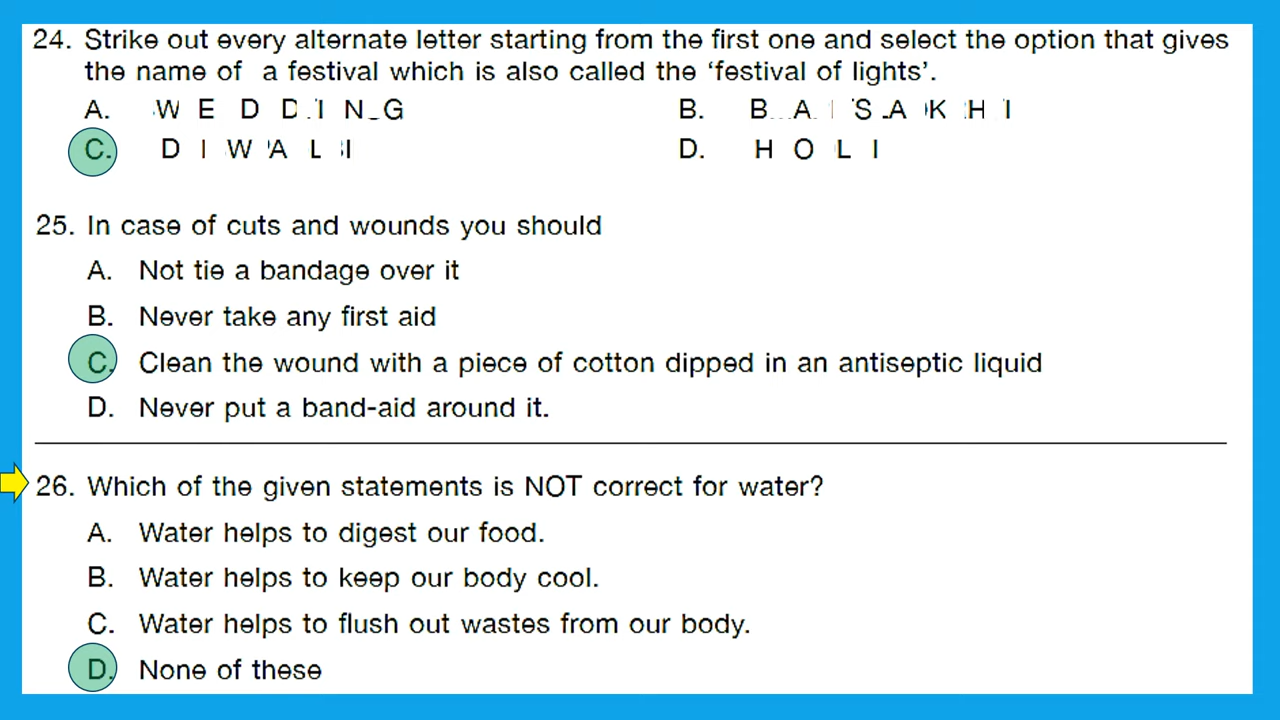 24. Strike out every alternate letter starting from the first one and select the option that gives
the name of a festival which is also called the ‘festival of lights’.
A. W E D D I N G B. B A I S A K H I
C. D I W A L I D. H O L I
25. In case of cuts and wounds you should
A. Not tie a bandage over it
B. Never take any first aid
C. Clean the wound with a piece of cotton dipped in an antiseptic liquid
D. Never put a band-aid around it.
26. Which of the given statements is NOT correct for water?
A. Water helps to digest our food.
B. Water helps to keep our body cool.
C. Water helps to flush out wastes from our body.
D. None of these